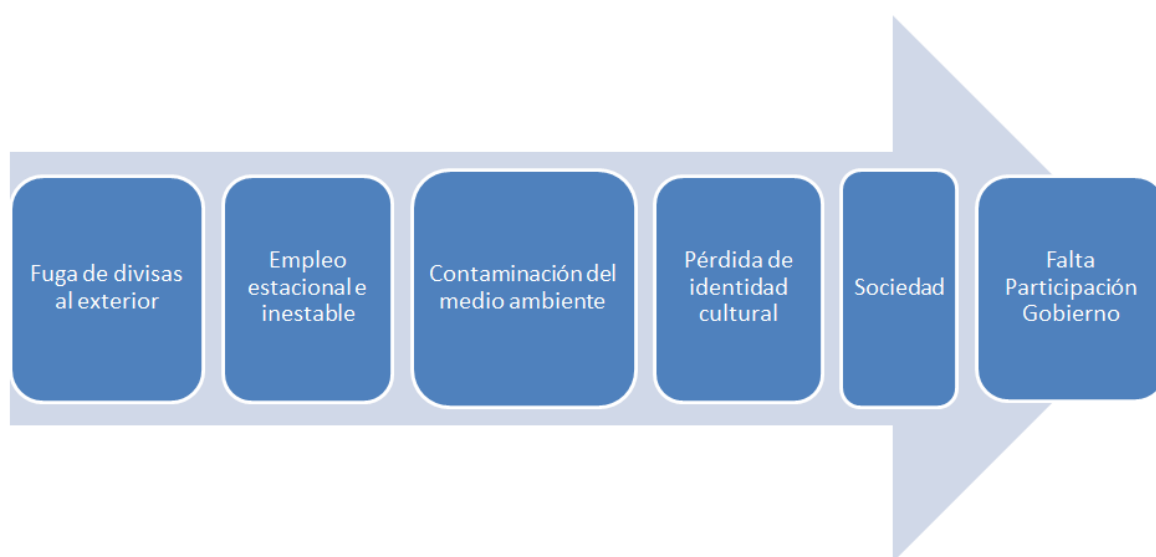 Fuga de divisas
al exterior
Empleo
estacional e
inestable
Contaminación del
medio ambiente
Pérdida de
identidad
cultural
Sociedad
Falta
Participación
Gobierno